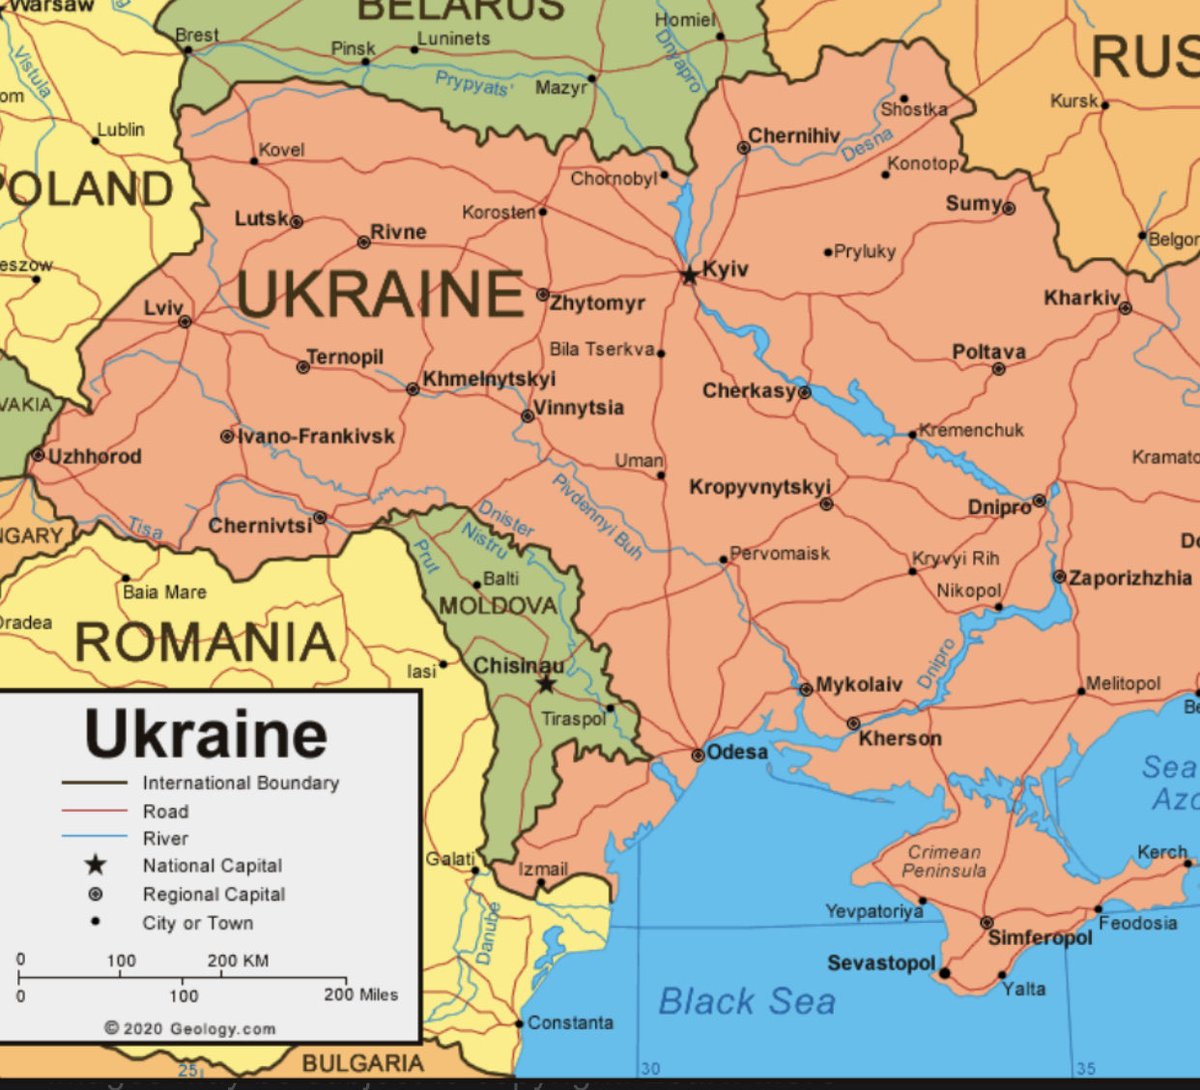 Warsaw
BELARUS
Homiel
Brest
Pinsk
Luninets
Dnyapro
RUS
Vistula
Prypyats'
Mazyr
om
Kursk
Shostka
Lublin
Chernihiv
Desna
Kovel
Konotop
Chornobyl
POLAND
Sumy
Lutsk
Rivne
Korosten
Belgor
Pryluky
eszow
Kyiv
UKRAINE
Zhytomyr
Kharkiv
Lviv
Bila Tserkva
Poltava
Ternopil
Khmelnytskyi
Cherkasy
VAKIA
Vinnytsia
Ivano-Frankivsk
Kremenchuk
Uzhhorod
Uman
Kramato
Kropyvnytskyi
Pivdennyi Buh
Dnipro
Chernivtsi
Dnister
Tisa
NGARY
Nistru
Prut
Pervomaisk
Do
Kryvyi Rih
Baia Mare
Balti
Zaporizhzhia
Nikopol
MOLDOVA
Oradea
ROMANIA
Iasi
Chisinau
Dnipro
Mykolaiv
Melitopol
Be
Tiraspol
Kherson
Odesa
Sea
Azo
Ukraine
International Boundary
Road
River
National Capital
Regional Capital
City or Town
0 100 200 KM
0 100 200 Miles
© 2020 Geology.com
Galati
Izmail
Crimean
Peninsula
Kerch
Yevpatoriya
Feodosia
Danube
Simferopol
Sevastopol
Yalta
Black Sea
Constanta
BULGARIA
25
30
35